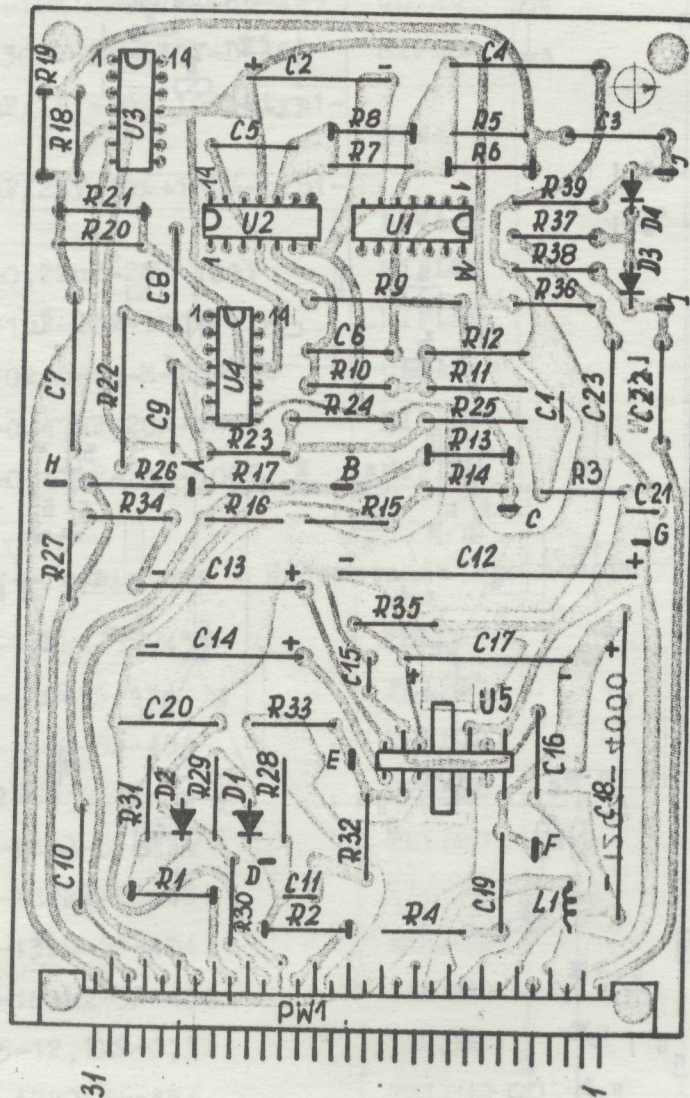 R19
R18
1
14
U3
+ C2 -
C4
C5
R8
R7
R5
R6
C3
J
R21
R20
14
U2
1
U1
1
R39
R37
R38
R36
D4
D3
C8
R9
I
1
14
U4
C7
R22
C9
C6
R10
R12
R11
R24
R25
C1
C23
C22
R23
R13
H
R26
A
R17
B
R14
R3
C21
R34
R16
R15
C
G
R27
- C13 +
- C12 +
R35
- C14 +
C15
+ C17 -
C20
R33
U5
E
C16
R31
D2
R29
D1
R28
R32
+
C18
-
C10
R1
D
R30
C11
R2
R4
C19
F
L1
PW1
31
1